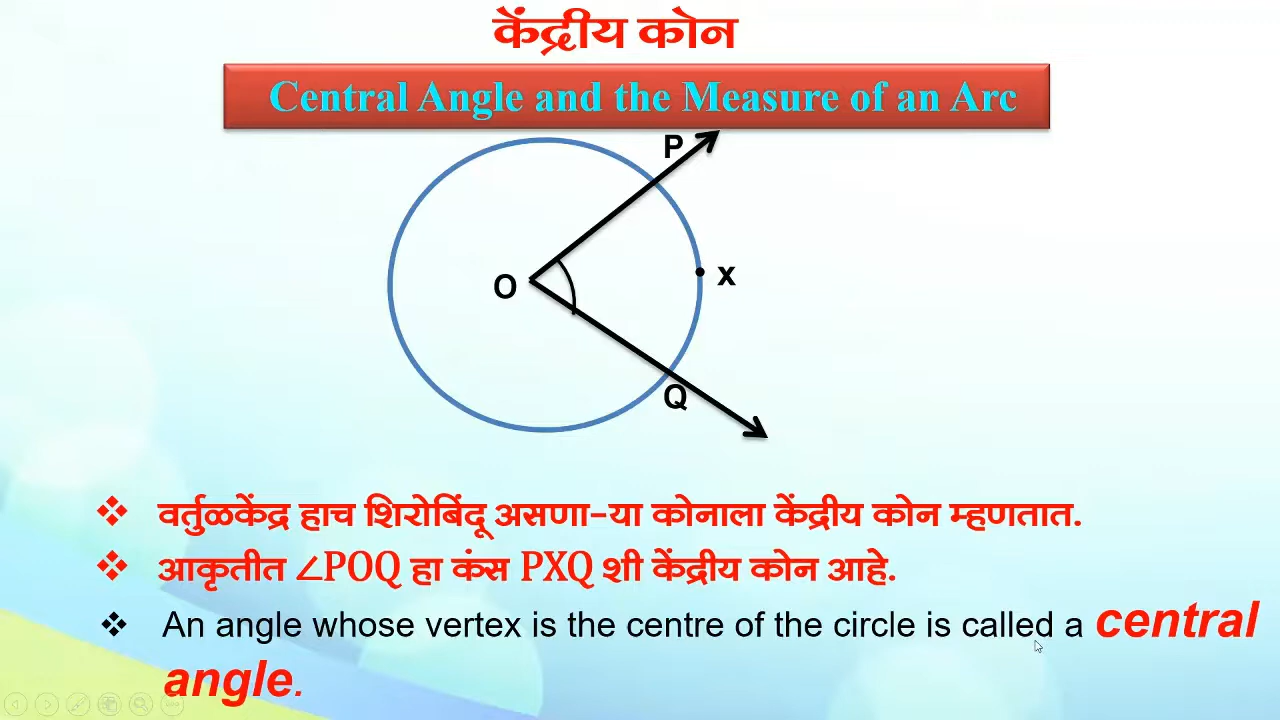 केंद्रीय कोन
Central Angle and the Measure of an Arc
P
x
O
Q
❖ वर्तुळकेंद्र हाच शिरोबिंदू असणा-या कोनाला केंद्रीय कोन म्हणतात.
❖ आकृतीत ∠POQ हा कंस PXQ शी केंद्रीय कोन आहे.
❖ An angle whose vertex is the centre of the circle is called a central
angle.